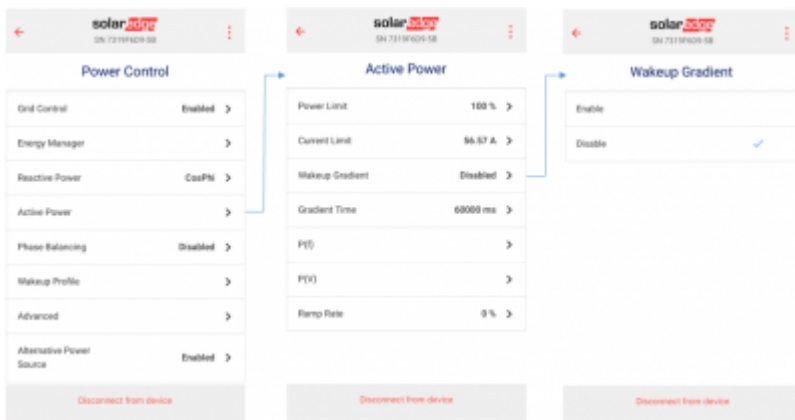 solaredge
SN 7319F6D9-5B
Power Control
Grid Control Enabled
Energy Manager
Reactive Power CosPhi
Active Power
Phase Balancing Disabled
Wakeup Profile
Advanced
Alternative Power
Source Enabled
Disconnect from device
solaredge
SN 7319F6D9-5B
Active Power
Power Limit 100 %
Current Limit 56.57 A
Wakeup Gradient Disabled
Gradient Time 60000 ms
P(f)
P(V)
Ramp Rate 0 %
Disconnect from device
solaredge
SN 7319F6D9-5B
Wakeup Gradient
Enable
Disable
Disconnect from device